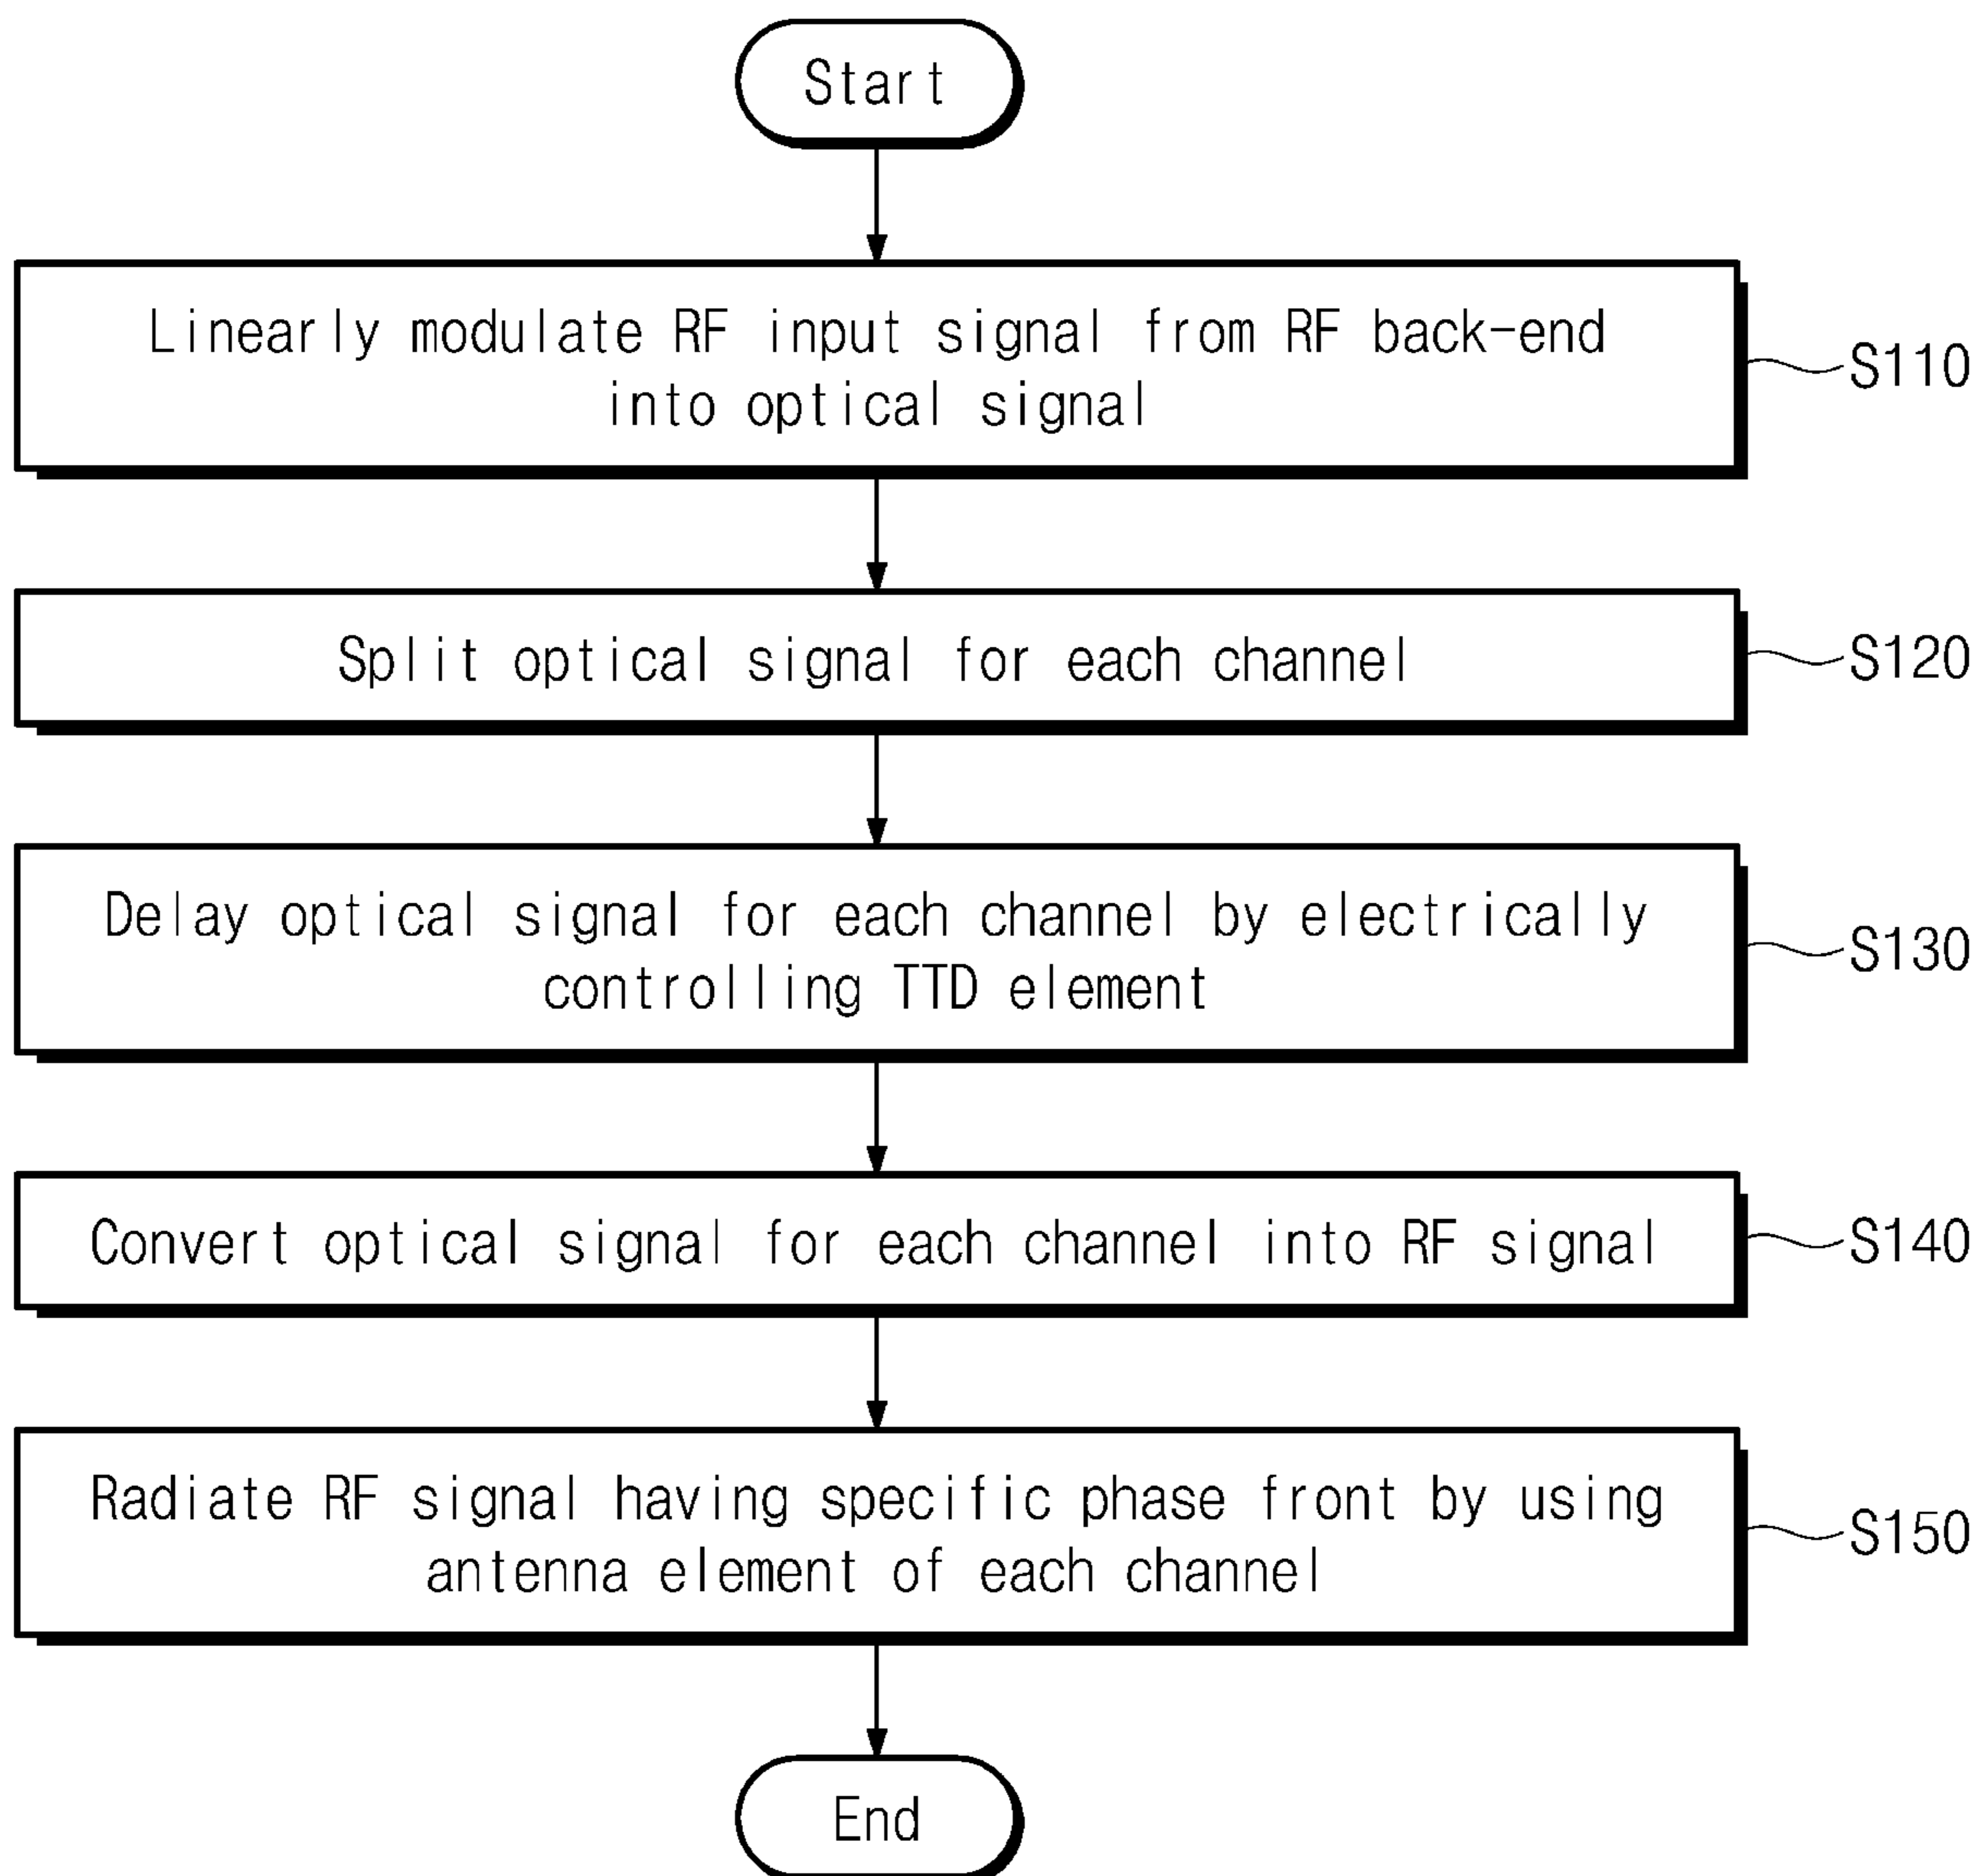 Start
Linearly modulate RF input signal from RF back-end
into optical signal
S110
Split optical signal for each channel
S120
Delay optical signal for each channel by electrically
controlling TTD element
S130
Convert optical signal for each channel into RF signal
S140
Radiate RF signal having specific phase front by using
antenna element of each channel
S150
End